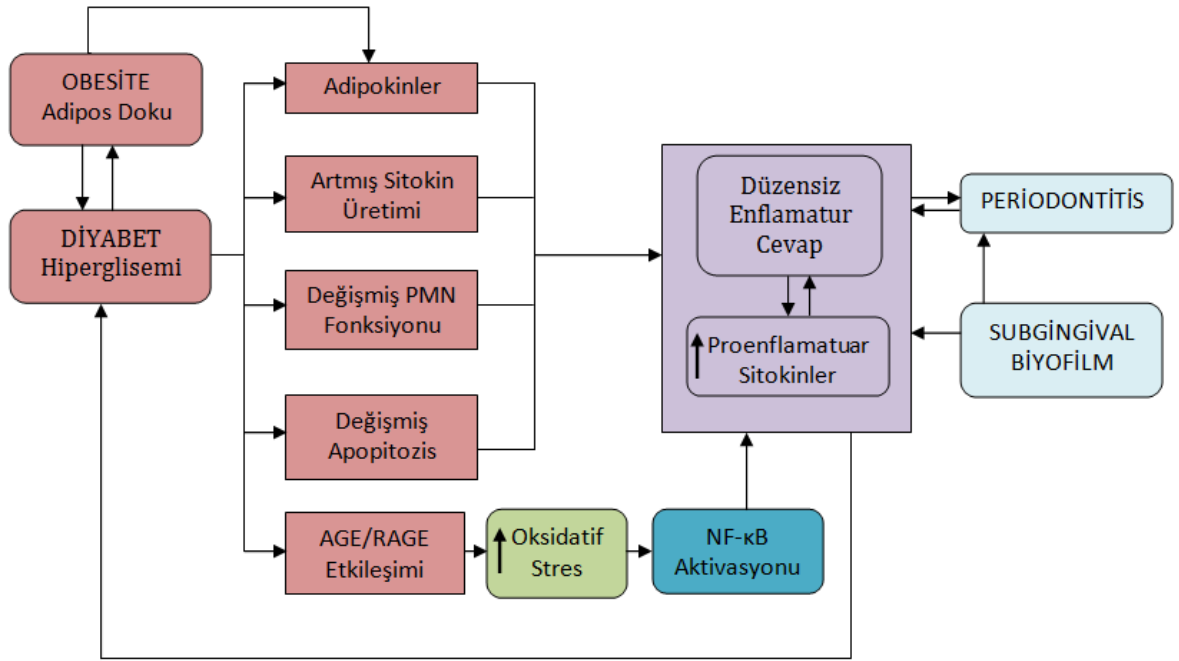 OBESİTE
Adipos Doku
DİYABET
Hiperglisemi
Adipokinler
Artmış Sitokin
Üretimi
Değişmiş PMN
Fonksiyonu
Değişmiş
Apopitozis
AGE/RAGE
Etkileşimi
Oksidatif
Stres
NF-κB
Aktivasyonu
Düzensiz
Enflamatur
Cevap
Proenflamatuar
Sitokinler
PERİODONTİTİS
SUBGİNGİVAL
BİYOFİLM